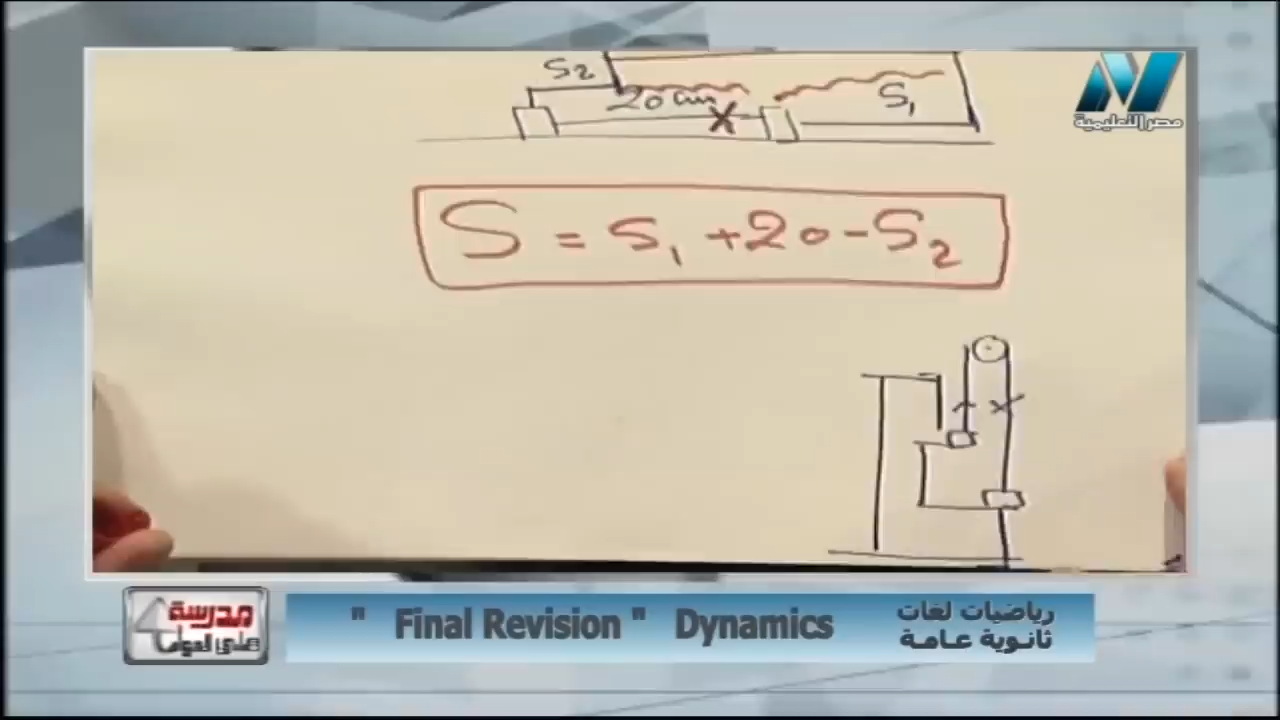 S₂
20 cm
S₁
مصر التعليمية
S = S₁ + 20 - S₂
مدرسة
على الهواء
" Final Revision " Dynamics
رياضيات لغات
ثانوية عامة